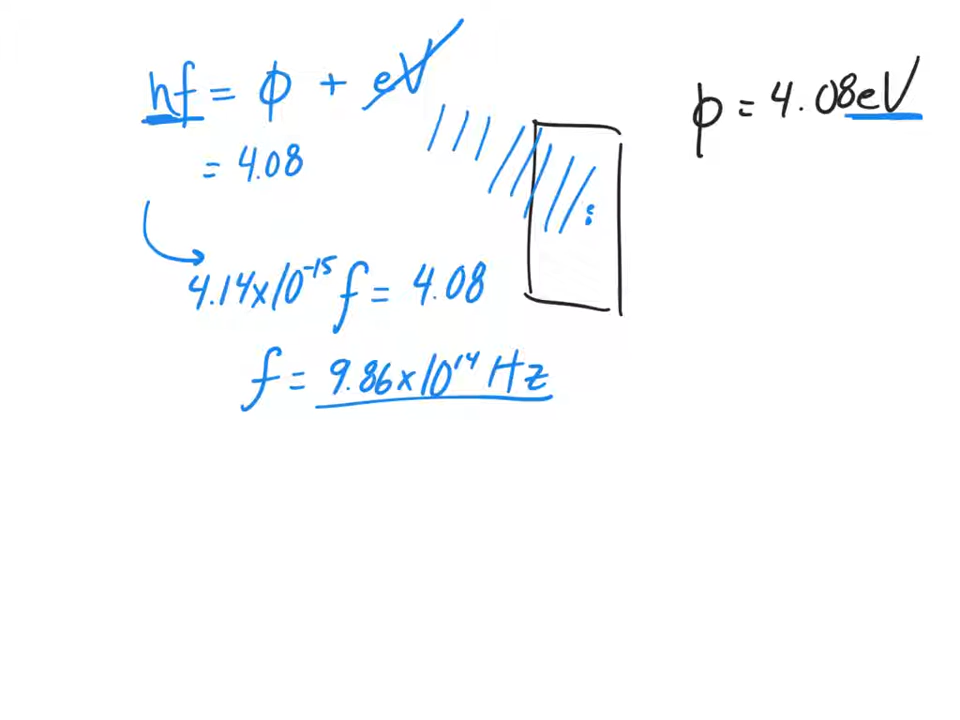 hf = ϕ + eV
ϕ = 4.08eV
= 4.08
4.14x10⁻¹⁵ f = 4.08
f = 9.86x10¹⁴ Hz